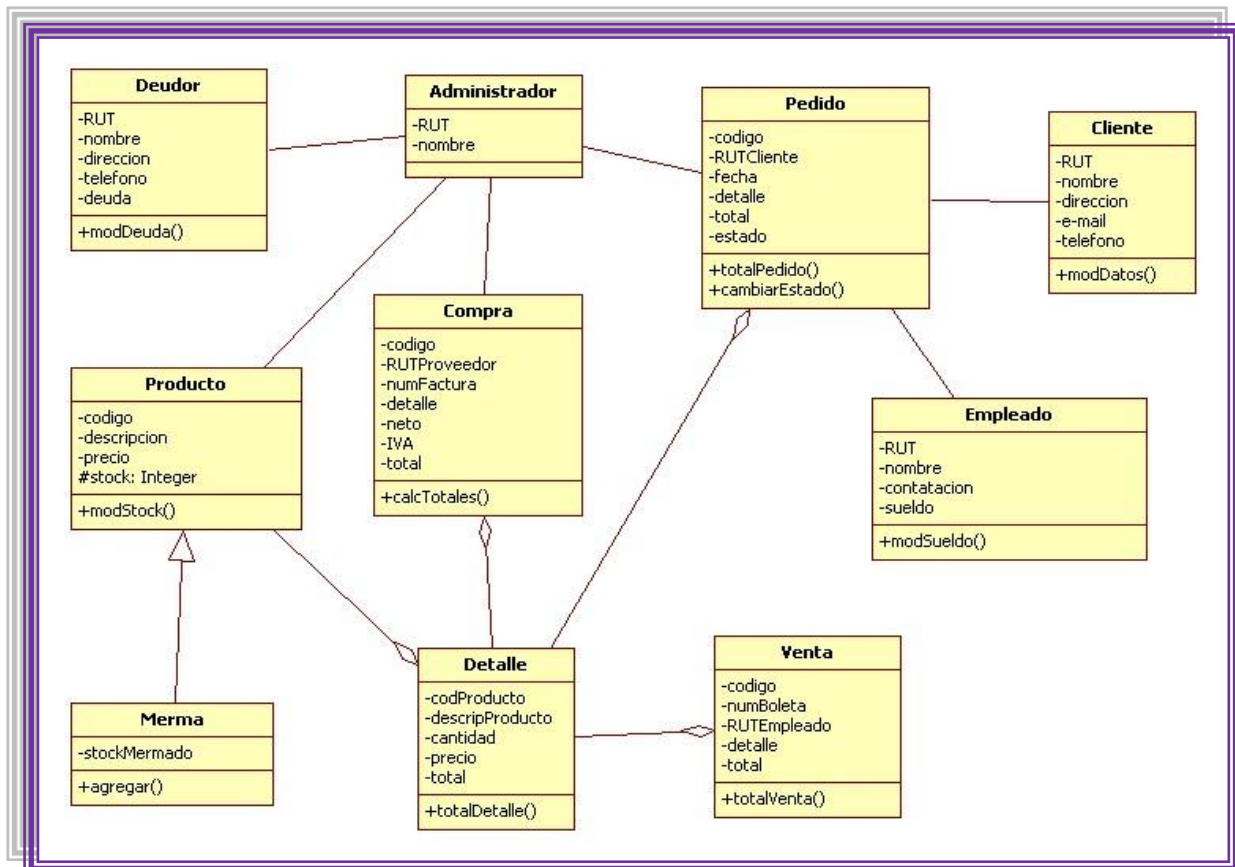 Deudor
-RUT
-nombre
-direccion
-telefono
-deuda
+modDeuda()
Administrador
-RUT
-nombre
Pedido
-codigo
-RUTCliente
-fecha
-detalle
-total
-estado
+totalPedido()
+cambiarEstado()
Cliente
-RUT
-nombre
-direccion
-e-mail
-telefono
+modDatos()
Compra
-codigo
-RUTProveedor
-numFactura
-detalle
-neto
-IVA
-total
+calcTotales()
Producto
-codigo
-descripcion
-precio
#stock: Integer
+modStock()
Empleado
-RUT
-nombre
-contatacion
-sueldo
+modSueldo()
Merma
-stockMermado
+agregar()
Detalle
-codProducto
-descripProducto
-cantidad
-precio
-total
+totalDetalle()
Venta
-codigo
-numBoleta
-RUTEmpleado
-detalle
-total
+totalVenta()